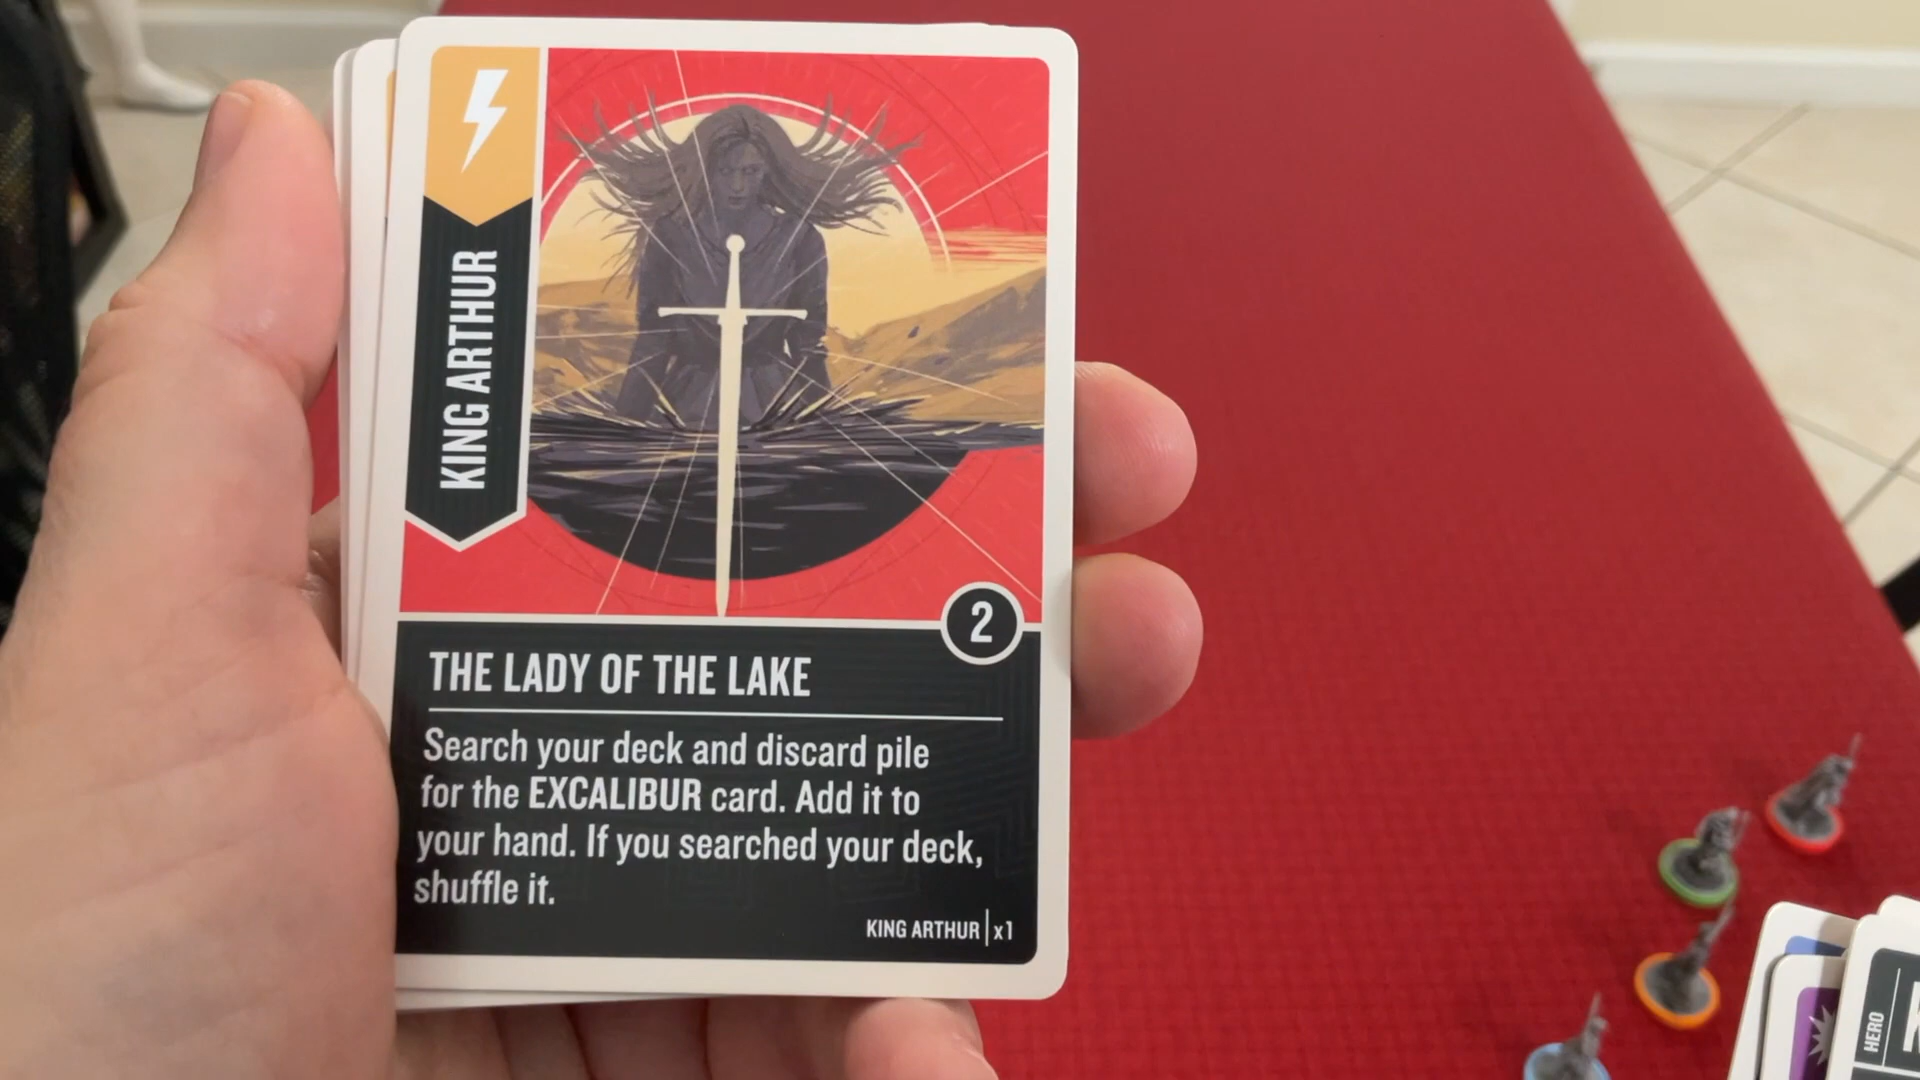 KING ARTHUR
2
THE LADY OF THE LAKE
Search your deck and discard pile
for the EXCALIBUR card. Add it to
your hand. If you searched your deck,
shuffle it.
KING ARTHUR x1
HERO